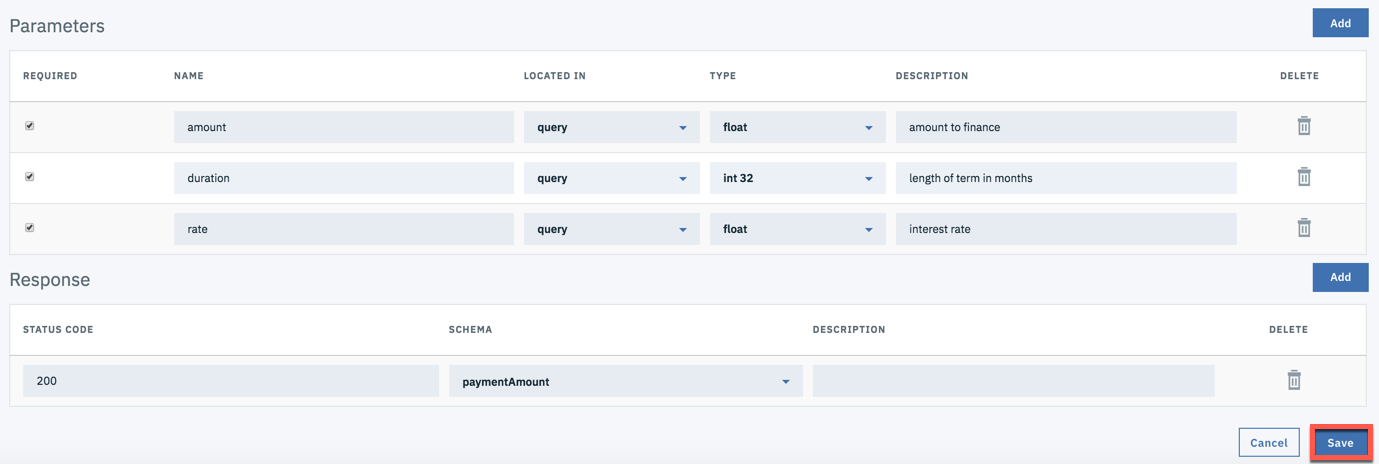 Parameters Add
REQUIRED NAME LOCATED IN TYPE DESCRIPTION DELETE
amount query float amount to finance
duration query int 32 length of term in months
rate query float interest rate
Response Add
STATUS CODE SCHEMA DESCRIPTION DELETE
200 paymentAmount
Cancel Save